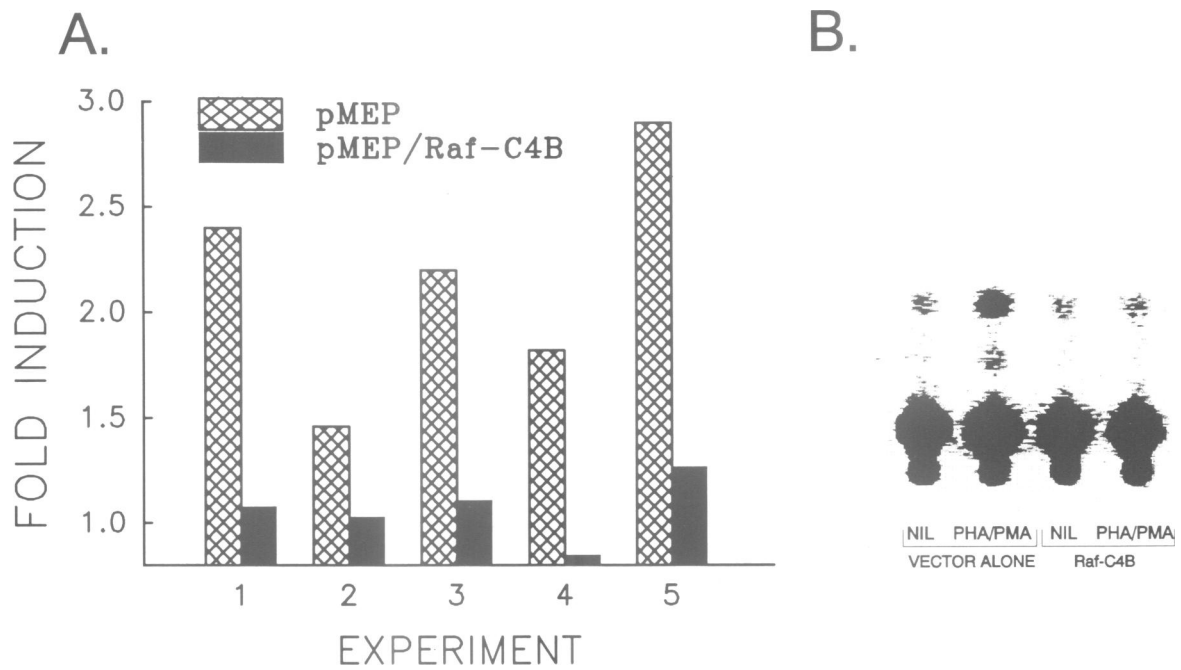 A.
FOLD INDUCTION
3.0
2.5
2.0
1.5
1.0
pMEP
pMEP/Raf-C4B
1 2 3 4 5
EXPERIMENT
B.
NIL PHA/PMA NIL PHA/PMA
VECTOR ALONE Raf-C4B